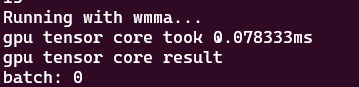 Running with wmma...
gpu tensor core took 0.078333ms
gpu tensor core result
batch: 0